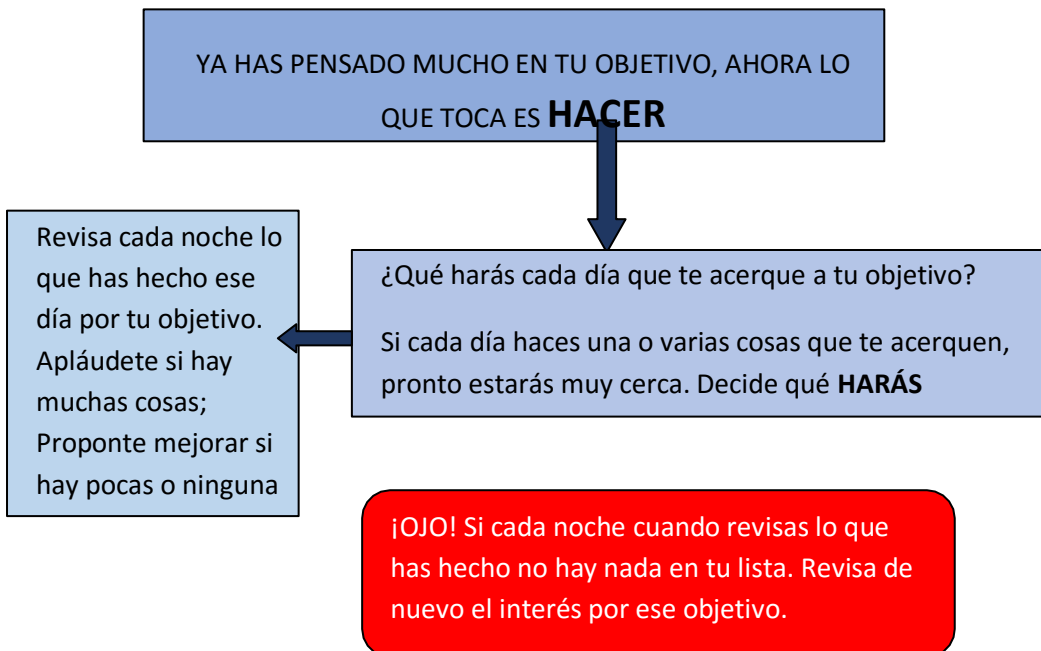 YA HAS PENSADO MUCHO EN TU OBJETIVO, AHORA LO
QUE TOCA ES HACER
¿Qué harás cada día que te acerque a tu objetivo?
Si cada día haces una o varias cosas que te acerquen,
pronto estarás muy cerca. Decide qué HARÁS
Revisa cada noche lo
que has hecho ese
día por tu objetivo.
Apláudete si hay
muchas cosas;
Proponte mejorar si
hay pocas o ninguna
¡OJO! Si cada noche cuando revisas lo que
has hecho no hay nada en tu lista. Revisa de
nuevo el interés por ese objetivo.